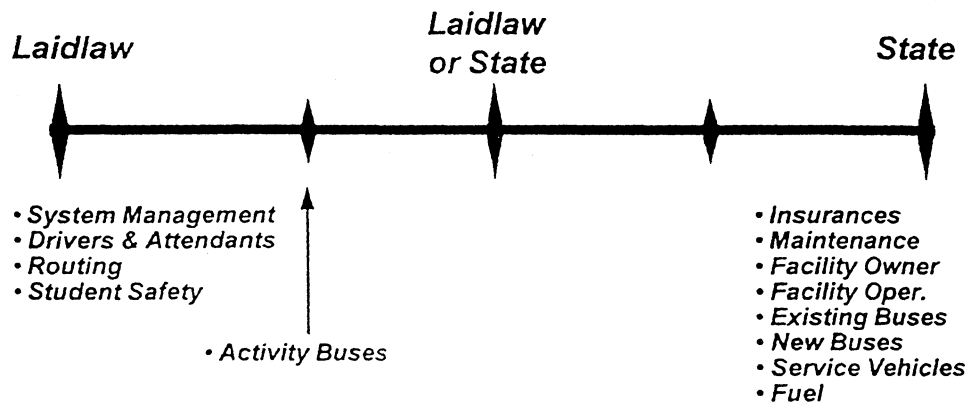 Laidlaw
Laidlaw
or State
State
• System Management
• Drivers & Attendants
• Routing
• Student Safety
• Activity Buses
• Insurances
• Maintenance
• Facility Owner
• Facility Oper.
• Existing Buses
• New Buses
• Service Vehicles
• Fuel